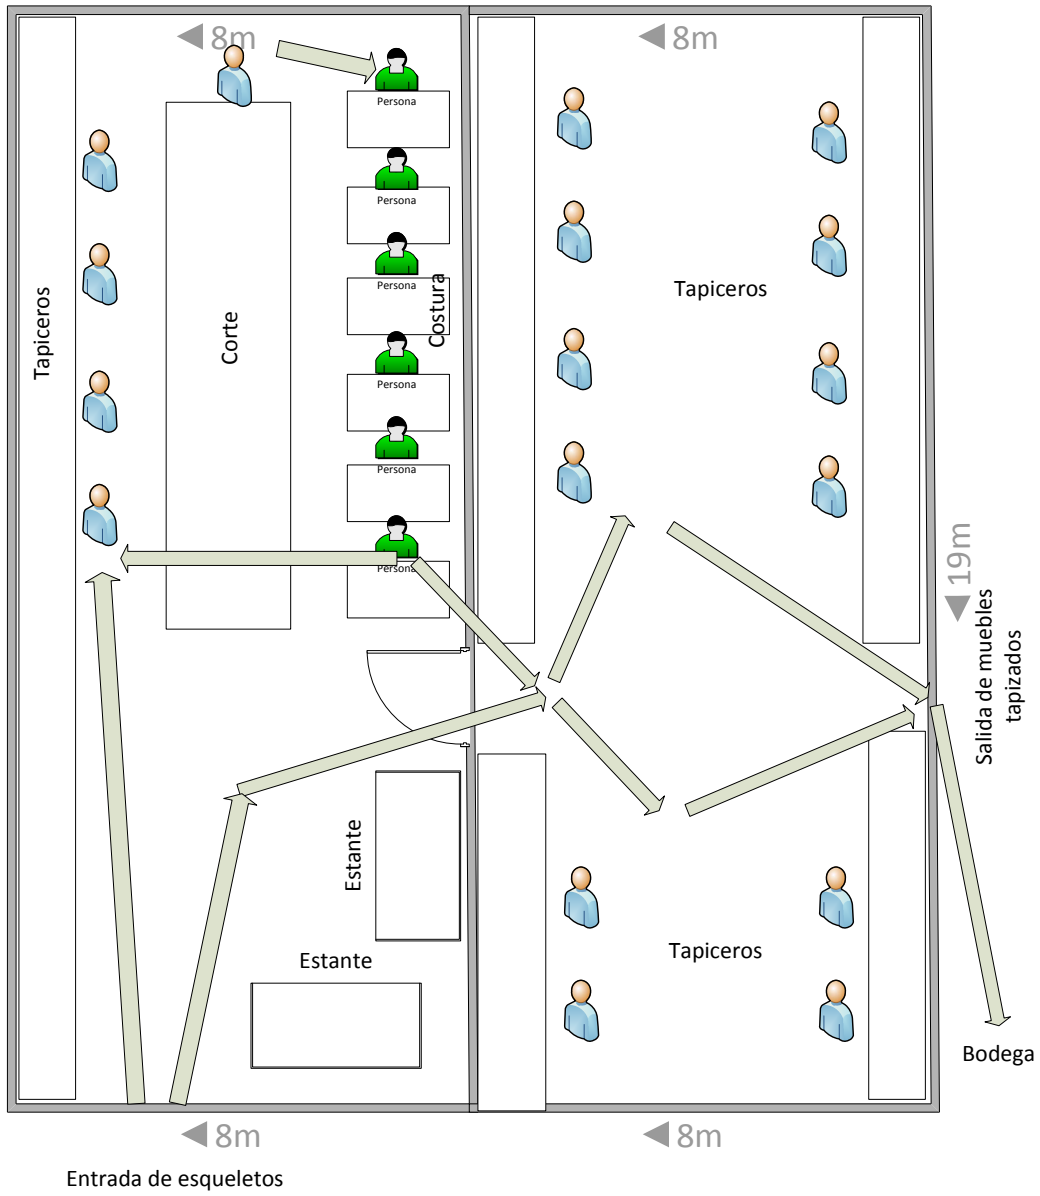 8m
8m
Persona
Persona
Persona
Persona
Persona
Persona
Costura
Tapiceros
Corte
Tapiceros
19m
Salida de muebles
tapizados
Estante
Estante
Tapiceros
Bodega
8m
8m
Entrada de esqueletos